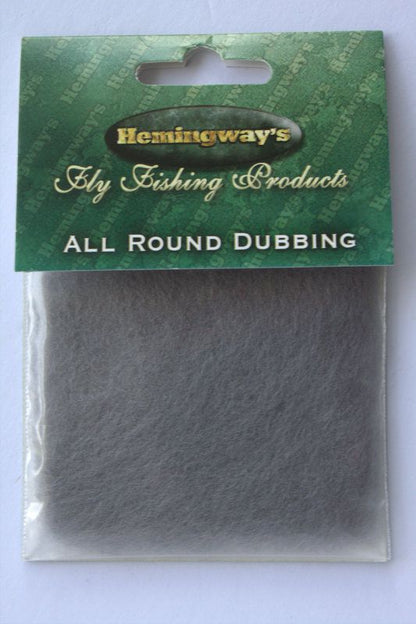 Hemingway's
Fly Fishing Products
ALL ROUND DUBBING